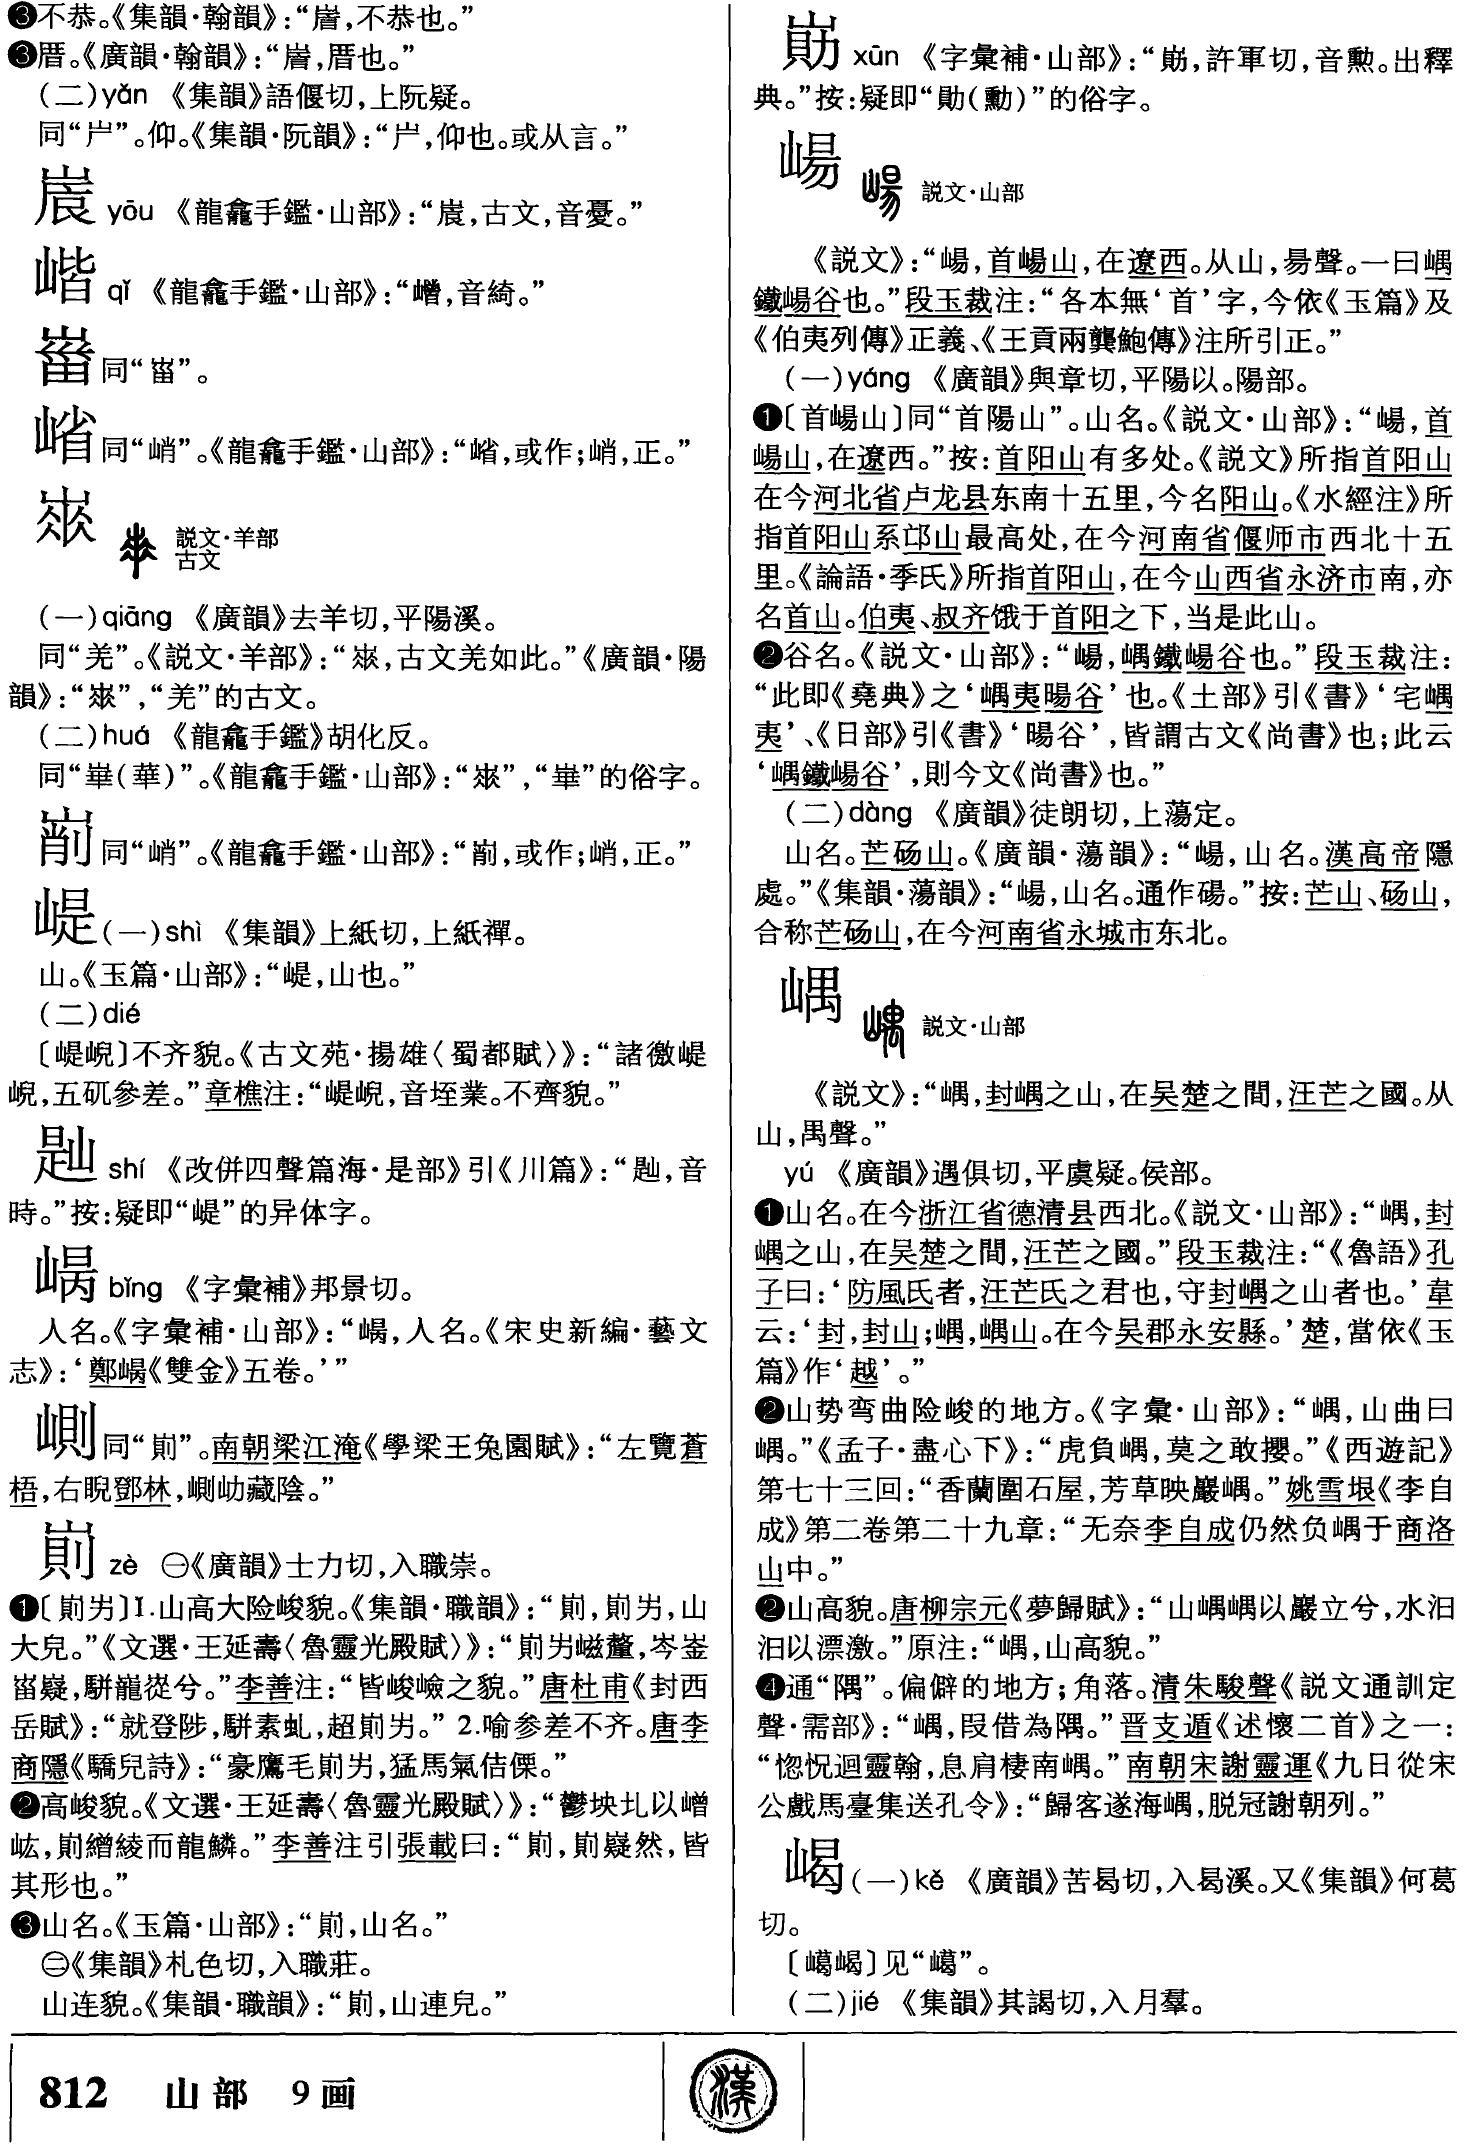 ❸不恭。《集韻·翰韻》：“喭，不恭也。”
❸厝。《廣韻·翰韻》：“喭，厝也。”
（二）yǎn　《集韻》語偃切，上阮疑。
同“屵”。仰。《集韻·阮韻》：“屵，仰也。或从言。”
yōu　《龍龕手鑑·山部》：“，古文，音憂。”
qǐ　《龍龕手鑑·山部》：“，音綺。”
同“㟭”。
同“峭”。《龍龕手鑑·山部》：“，或作；峭，正。”
説文·羊部
古文
（一）qiāng　《廣韻》去羊切，平陽溪。
同“羌”。《説文·羊部》：“，古文羌如此。”《廣韻·陽
韻》：“”，“羌”的古文。
（二）huá　《龍龕手鑑》胡化反。
同“崋（華）”。《龍龕手鑑·山部》：“”，“崋”的俗字。
同“峭”。《龍龕手鑑·山部》：“，或作；峭，正。”
崼（一）shì　《集韻》上紙切，上紙禪。
山。《玉篇·山部》：“崼，山也。”
（二）dié
〔崼崐〕不齐貌。《古文苑·揚雄〈蜀都賦〉》：“諸徼崼
，五矹參差。”章樵注：“崼，音垤業。不齊貌。”
shí　《改併四聲篇海·是部》引《川篇》：“，音
時。”按：疑即“崼”的异体字。
bǐng　《字彙補》邦景切。
人名。《字彙補·山部》：“，人名。《宋史新編·藝文
志》：‘鄭《雙金》五卷。’”
崱同“崱”。南朝梁江淹《學梁王兔園賦》：“左覽蒼
梧，右睨鄧林，崱岰藏陰。”
崱　zè　㊀《廣韻》士力切，入職崇。
❶〔崱屴〕1.山高大险峻貌。《集韻·職韻》：“崱，崱屴，山
大皃。”《文選·王延壽〈魯靈光殿賦〉》：“崱屴嵫釐，岑崟
崰嶷，駢巃嵸兮。”李善注：“皆峻嶮之貌。”唐杜甫《封西
岳賦》：“就登陟，駢素虬，超崱屴。” 2.喻参差不齐。唐李
商隱《驕兒詩》：“豪鷹毛崱屴，猛馬氣佶傈。”
❷高峻貌。《文選·王延壽〈魯靈光殿賦〉》：“鬱坱圠以嶒
峵，崱繒綾而龍鱗。”李善注引張載曰：“崱，崱嶷然，皆
其形也。”
❸山名。《玉篇·山部》：“崱，山名。”
㊁《集韻》札色切，入職莊。
山连貌。《集韻·職韻》：“崱，山連皃。”
xūn　《字彙補·山部》：“，許軍切，音勲。出釋
典。”按：疑即“勛（勳）”的俗字。
崵　説文·山部
《説文》：“崵，首崵山，在遼西。从山，昜聲。一曰嵎
鐵崵谷也。”段玉裁注：“各本無‘首’字，今依《玉篇》及
《伯夷列傳》正義、《王貢兩龔鮑傳》注所引正。”
（一）yáng　《廣韻》與章切，平陽以。陽部。
❶〔首崵山〕同“首陽山”。山名。《説文·山部》：“崵，首
崵山，在遼西。”按：首阳山有多处。《説文》所指首阳山
在今河北省卢龙县东南十五里，今名阳山。《水經注》所
指首阳山系邙山最高处，在今河南省偃师市西北十五
里。《論語·季氏》所指首阳山，在今山西省永济市南，亦
名首山。伯夷、叔齐饿于首阳之下，当是此山。
❷谷名。《説文·山部》：“崵，嵎鐵崵谷也。”段玉裁注：
“此即《堯典》之‘嵎夷暘谷’也。《土部》引《書》‘宅嵎
夷’、《日部》引《書》‘暘谷’，皆謂古文《尚書》也；此云
‘嵎鐵崵谷’，則今文《尚書》也。”
（二）dàng　《廣韻》徒朗切，上蕩定。
山名。芒砀山。《廣韻·蕩韻》：“崵，山名。漢高帝隱
處。”《集韻·蕩韻》：“崵，山名。通作碭。”按：芒山、砀山，
合称芒砀山，在今河南省永城市东北。
嵎　説文·山部
《説文》：“嵎，封嵎之山，在吴楚之間，汪芒之國。从
山，禺聲。”
yú　《廣韻》遇俱切，平虞疑。侯部。
❶山名。在今浙江省德清县西北。《説文·山部》：“嵎，封
嵎之山，在吴楚之間，汪芒之國。”段玉裁注：“《魯語》孔
子曰：‘防風氏者，汪芒氏之君也，守封嵎之山者也。’韋
云：‘封，封山；嵎，嵎山。在今吴郡永安縣。’楚，當依《玉
篇》作‘越’。”
❷山势弯曲险峻的地方。《字彙·山部》：“嵎，山曲曰
嵎。”《孟子·盡心下》：“虎負嵎，莫之敢攖。”《西遊記》
第七十三回：“香蘭圍石屋，芳草映巖嵎。”姚雪垠《李自
成》第二卷第二十九章：“无奈李自成仍然负嵎于商洛
山中。”
❷山高貌。唐柳宗元《夢歸賦》：“山嵎嵎以巖立兮，水汩
汩以漂激。”原注：“嵎，山高貌。”
❹通“隅”。偏僻的地方；角落。清朱駿聲《説文通訓定
聲·需部》：“嵎，叚借為隅。”晋支遁《述懷二首》之一：
“惚怳迴靈翰，息肩棲南嵎。”南朝宋謝靈運《九日從宋
公戲馬臺集送孔令》：“歸客遂海嵎，脱冠謝朝列。”
嵑（一）kě　《廣韻》苦曷切，入曷溪。又《集韻》何葛
切。
〔嶱嵑〕见“嶱”。
（二）jié　《集韻》其謁切，入月羣。
812　山部　9画
漢